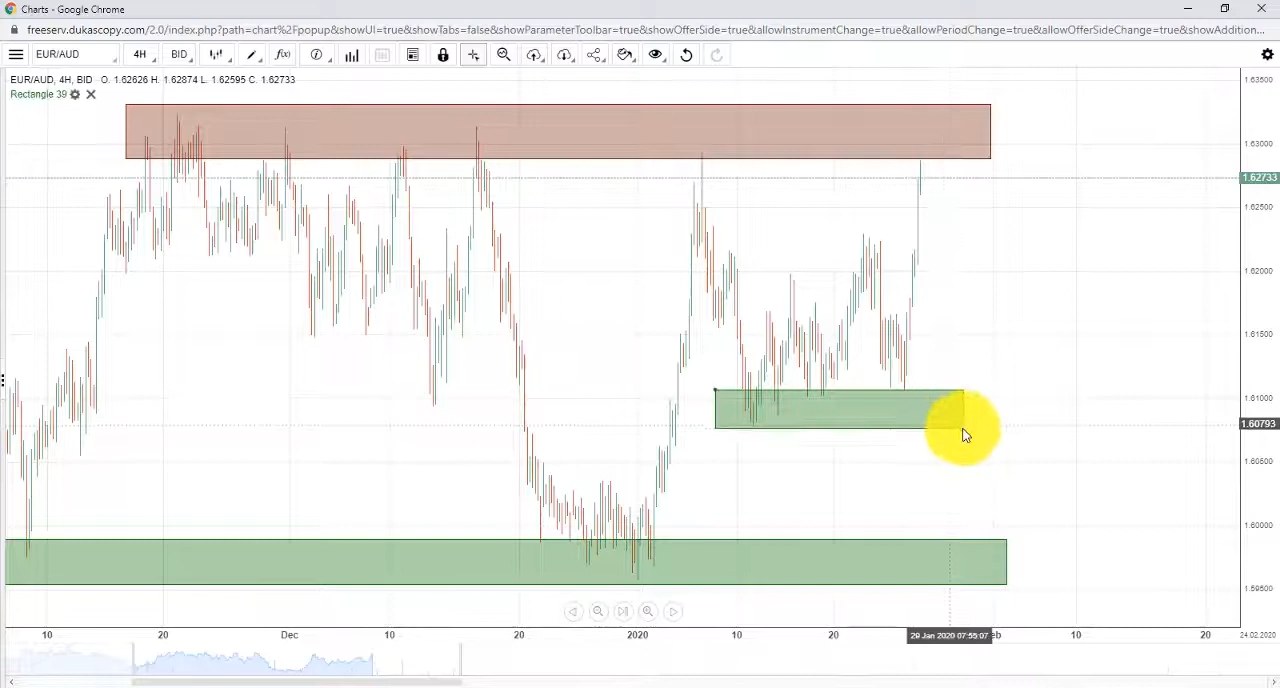 Charts - Google Chrome
freeserv.dukascopy.com/2.0/index.php?path=chart%2Fpopup&showUI=true&showTabs=false&showParameterToolbar=true&showOfferSide=true&allowInstrumentChange=true&allowPeriodChange=true&allowOfferSideChange=true&showAddition...
EUR/AUD 4H BID f(x)
EUR/AUD, 4H, BID O. 1.62626 H. 1.62874 L. 1.62595 C. 1.62733
Rectangle 39
1.63500
1.63000
1.62733
1.62500
1.62000
1.61500
1.61000
1.60793
1.60500
1.60000
1.59500
10 20 Dec 10 20 2020 10 20 29 Jan 2020 07:55:07 eb 10 20 24.02.2020